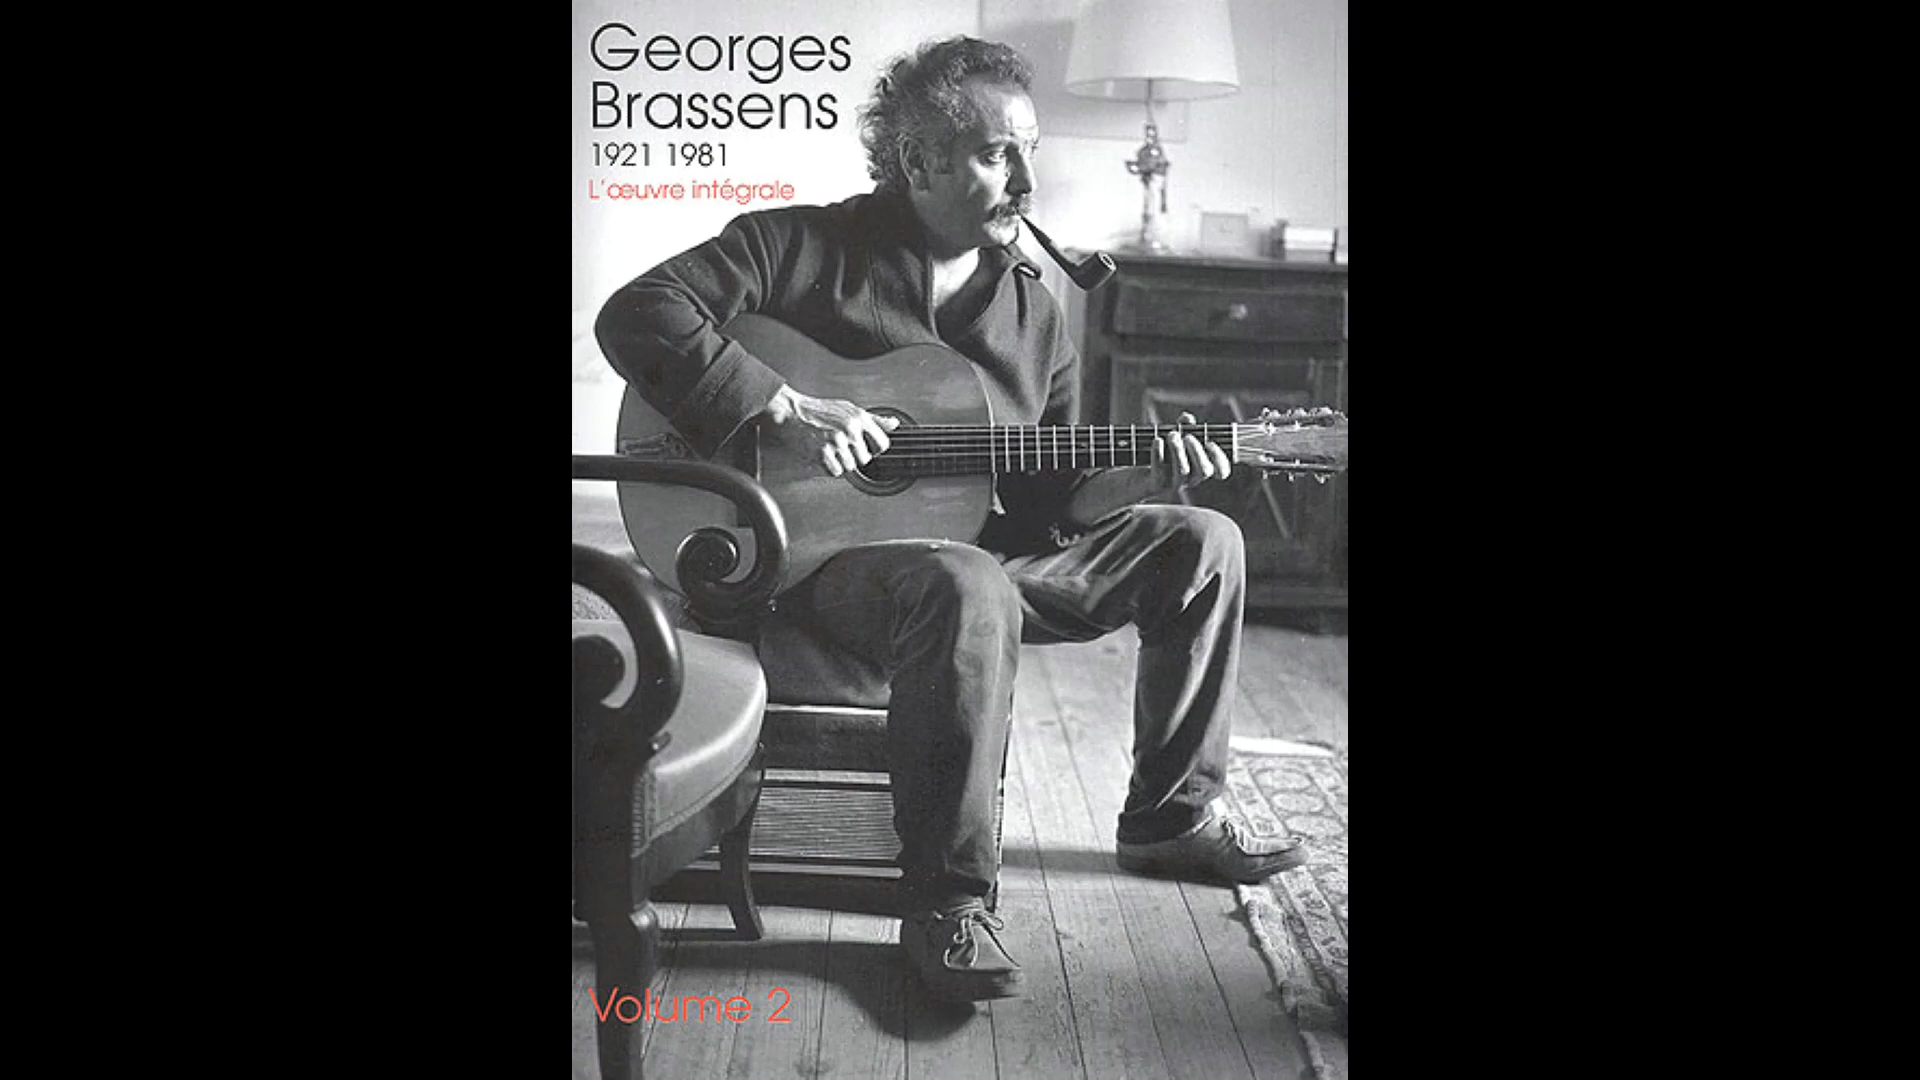 Georges
Brassens
1921 1981
L'œuvre intégrale
Volume 2